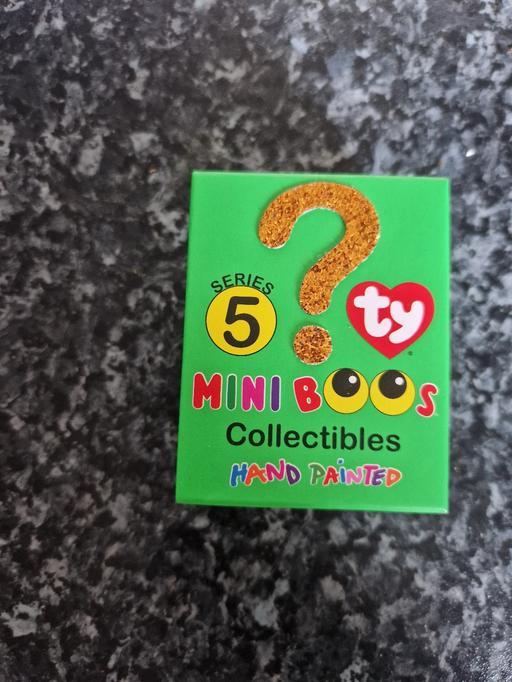 ?
SERIES
5
ty
MINI BOOS
Collectibles
HAND PAINTED